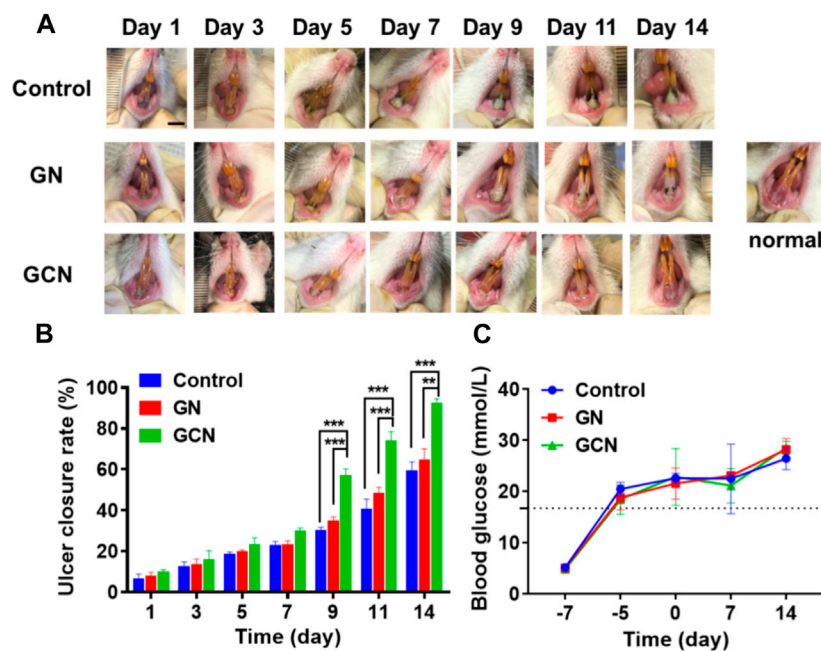 A
Day 1 Day 3 Day 5 Day 7 Day 9 Day 11 Day 14
Control
GN
normal
GCN
B
Ulcer closure rate (%)
100
80
60
40
20
0
Control
GN
GCN
***
***
***
***
***
**
1 3 5 7 9 11 14
Time (day)
C
Blood glucose (mmol/L)
40
30
20
10
0
Control
GN
GCN
-7 -5 0 7 14
Time (day)